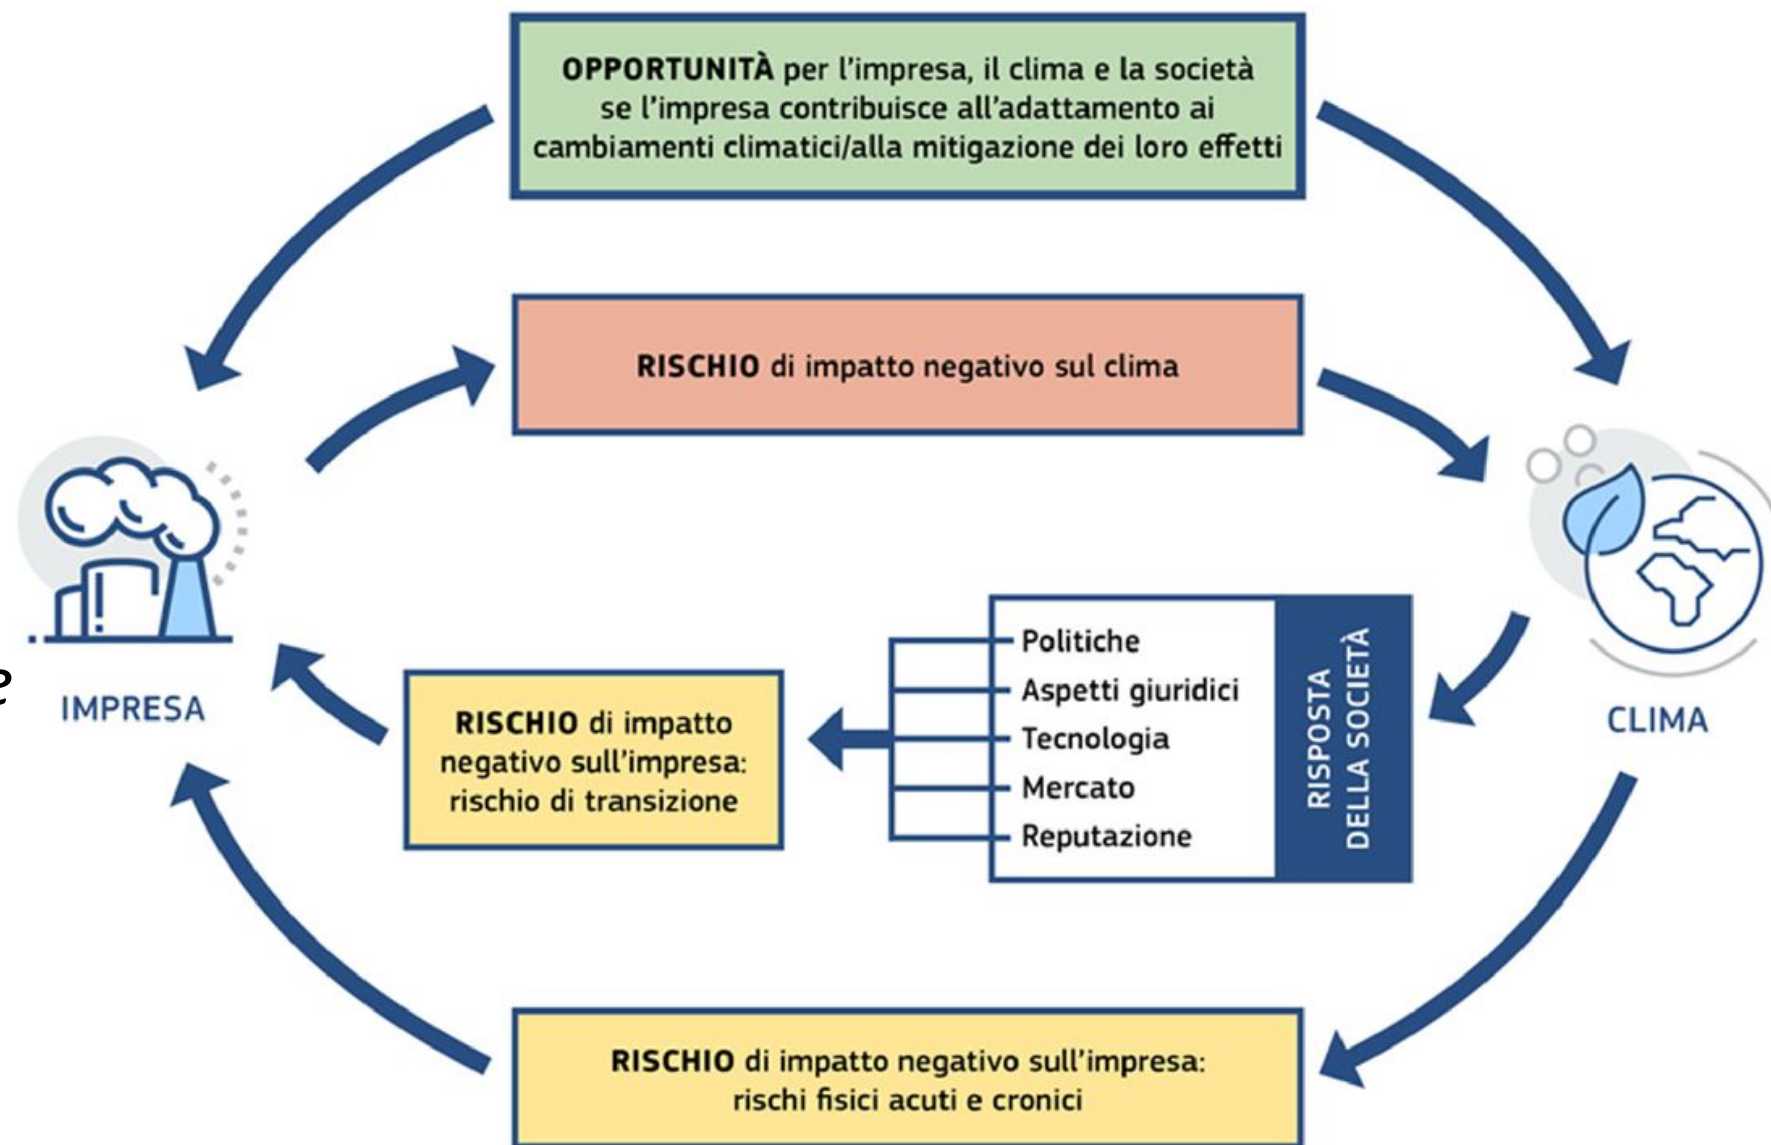 OPPORTUNITÀ per l'impresa, il clima e la società
se l'impresa contribuisce all'adattamento ai
cambiamenti climatici/alla mitigazione dei loro effetti
RISCHIO di impatto negativo sul clima
e
IMPRESA
RISCHIO di impatto
negativo sull'impresa:
rischio di transizione
Politiche
Aspetti giuridici
Tecnologia
Mercato
Reputazione
RISPOSTA
DELLA SOCIETÀ
CLIMA
RISCHIO di impatto negativo sull'impresa:
rischi fisici acuti e cronici